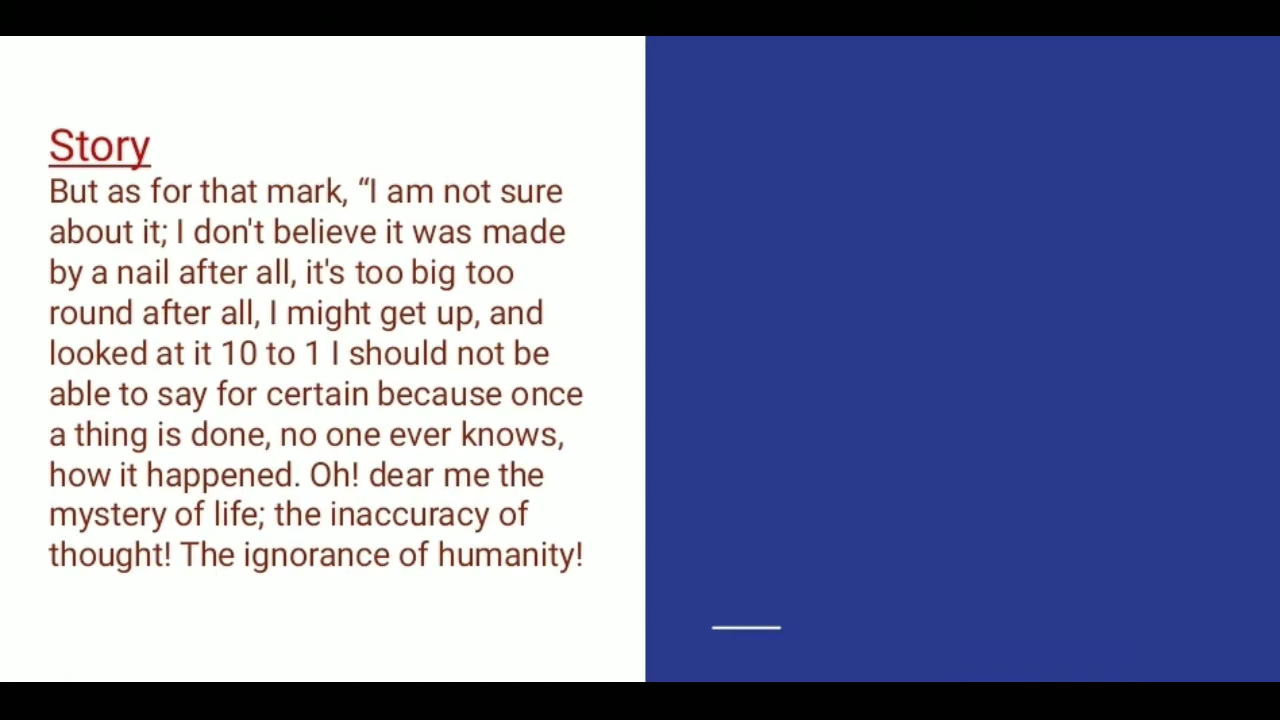 Story
But as for that mark, “I am not sure
about it; I don't believe it was made
by a nail after all, it's too big too
round after all, I might get up, and
looked at it 10 to 1 I should not be
able to say for certain because once
a thing is done, no one ever knows,
how it happened. Oh! dear me the
mystery of life; the inaccuracy of
thought! The ignorance of humanity!